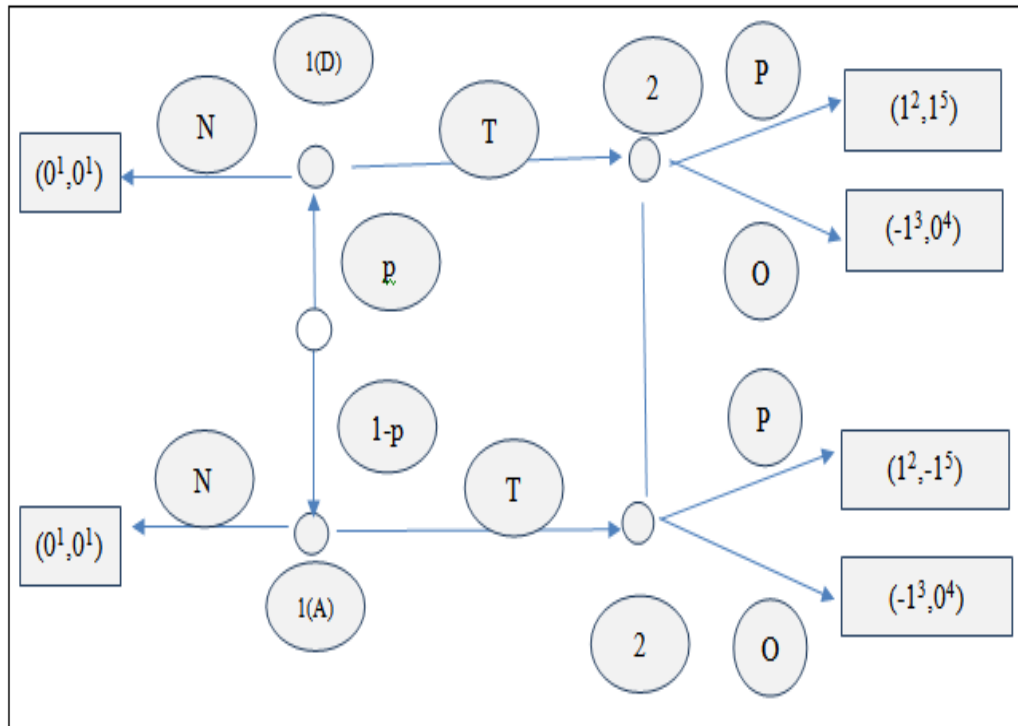 1(D)
2
P
N
T
(1²,1⁵)
(0¹,0¹)
(-1³,0⁴)
p
O
1-p
P
N
T
(1²,-1⁵)
(0¹,0¹)
(-1³,0⁴)
1(A)
2
O